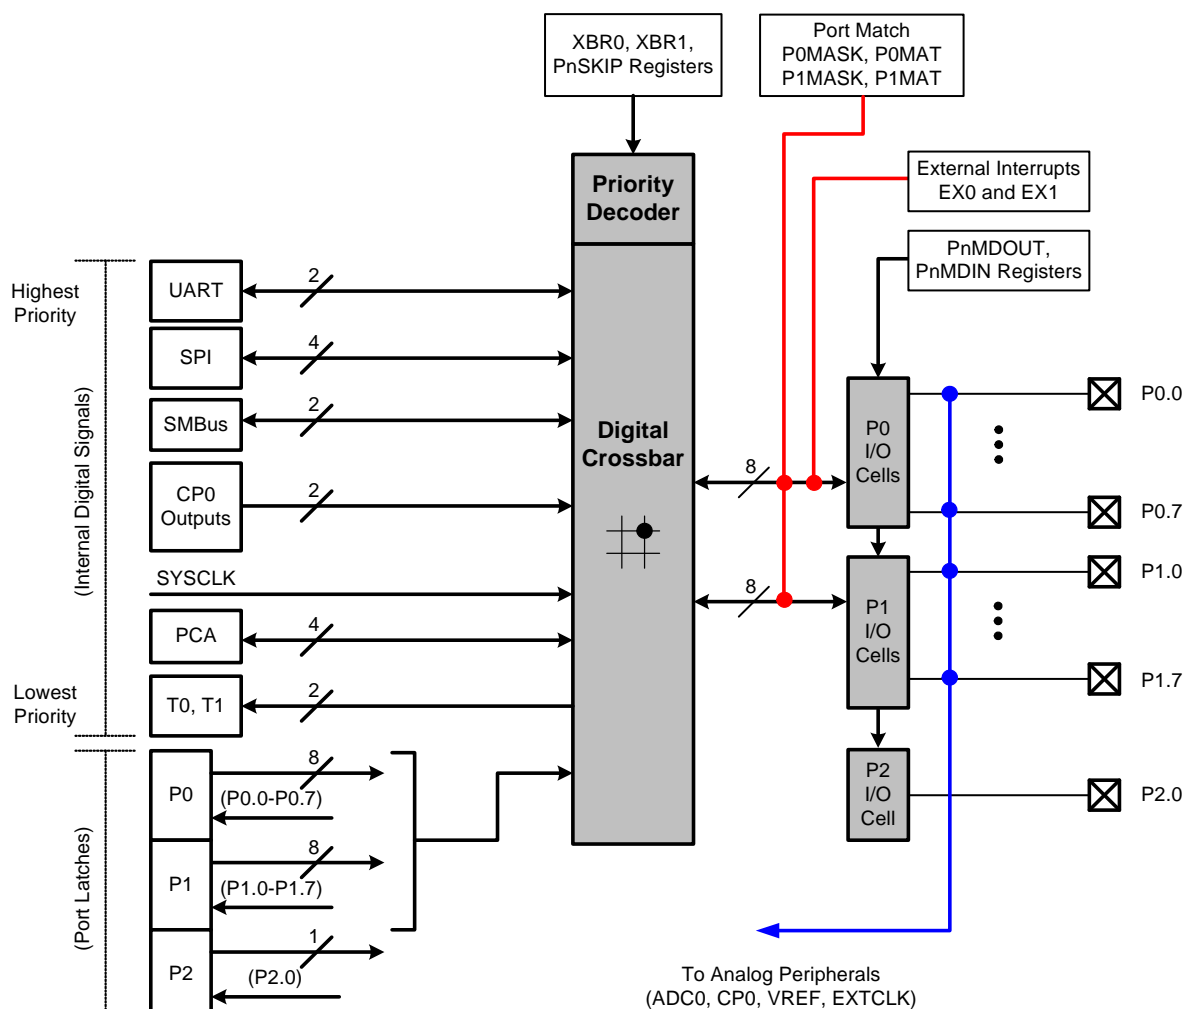 XBR0, XBR1,
PnSKIP Registers
Port Match
P0MASK, P0MAT
P1MASK, P1MAT
External Interrupts
EX0 and EX1
PnMDOUT,
PnMDIN Registers
Priority
Decoder
Digital
Crossbar
Highest
Priority
(Internal Digital Signals)
Lowest
Priority
(Port Latches)
UART
2
SPI
4
SMBus
2
CP0
Outputs
2
SYSCLK
PCA
4
T0, T1
2
P0
8
(P0.0-P0.7)
P1
8
(P1.0-P1.7)
P2
1
(P2.0)
8
8
P0
I/O
Cells
P1
I/O
Cells
P2
I/O
Cell
P0.0
P0.7
P1.0
P1.7
P2.0
To Analog Peripherals
(ADC0, CP0, VREF, EXTCLK)